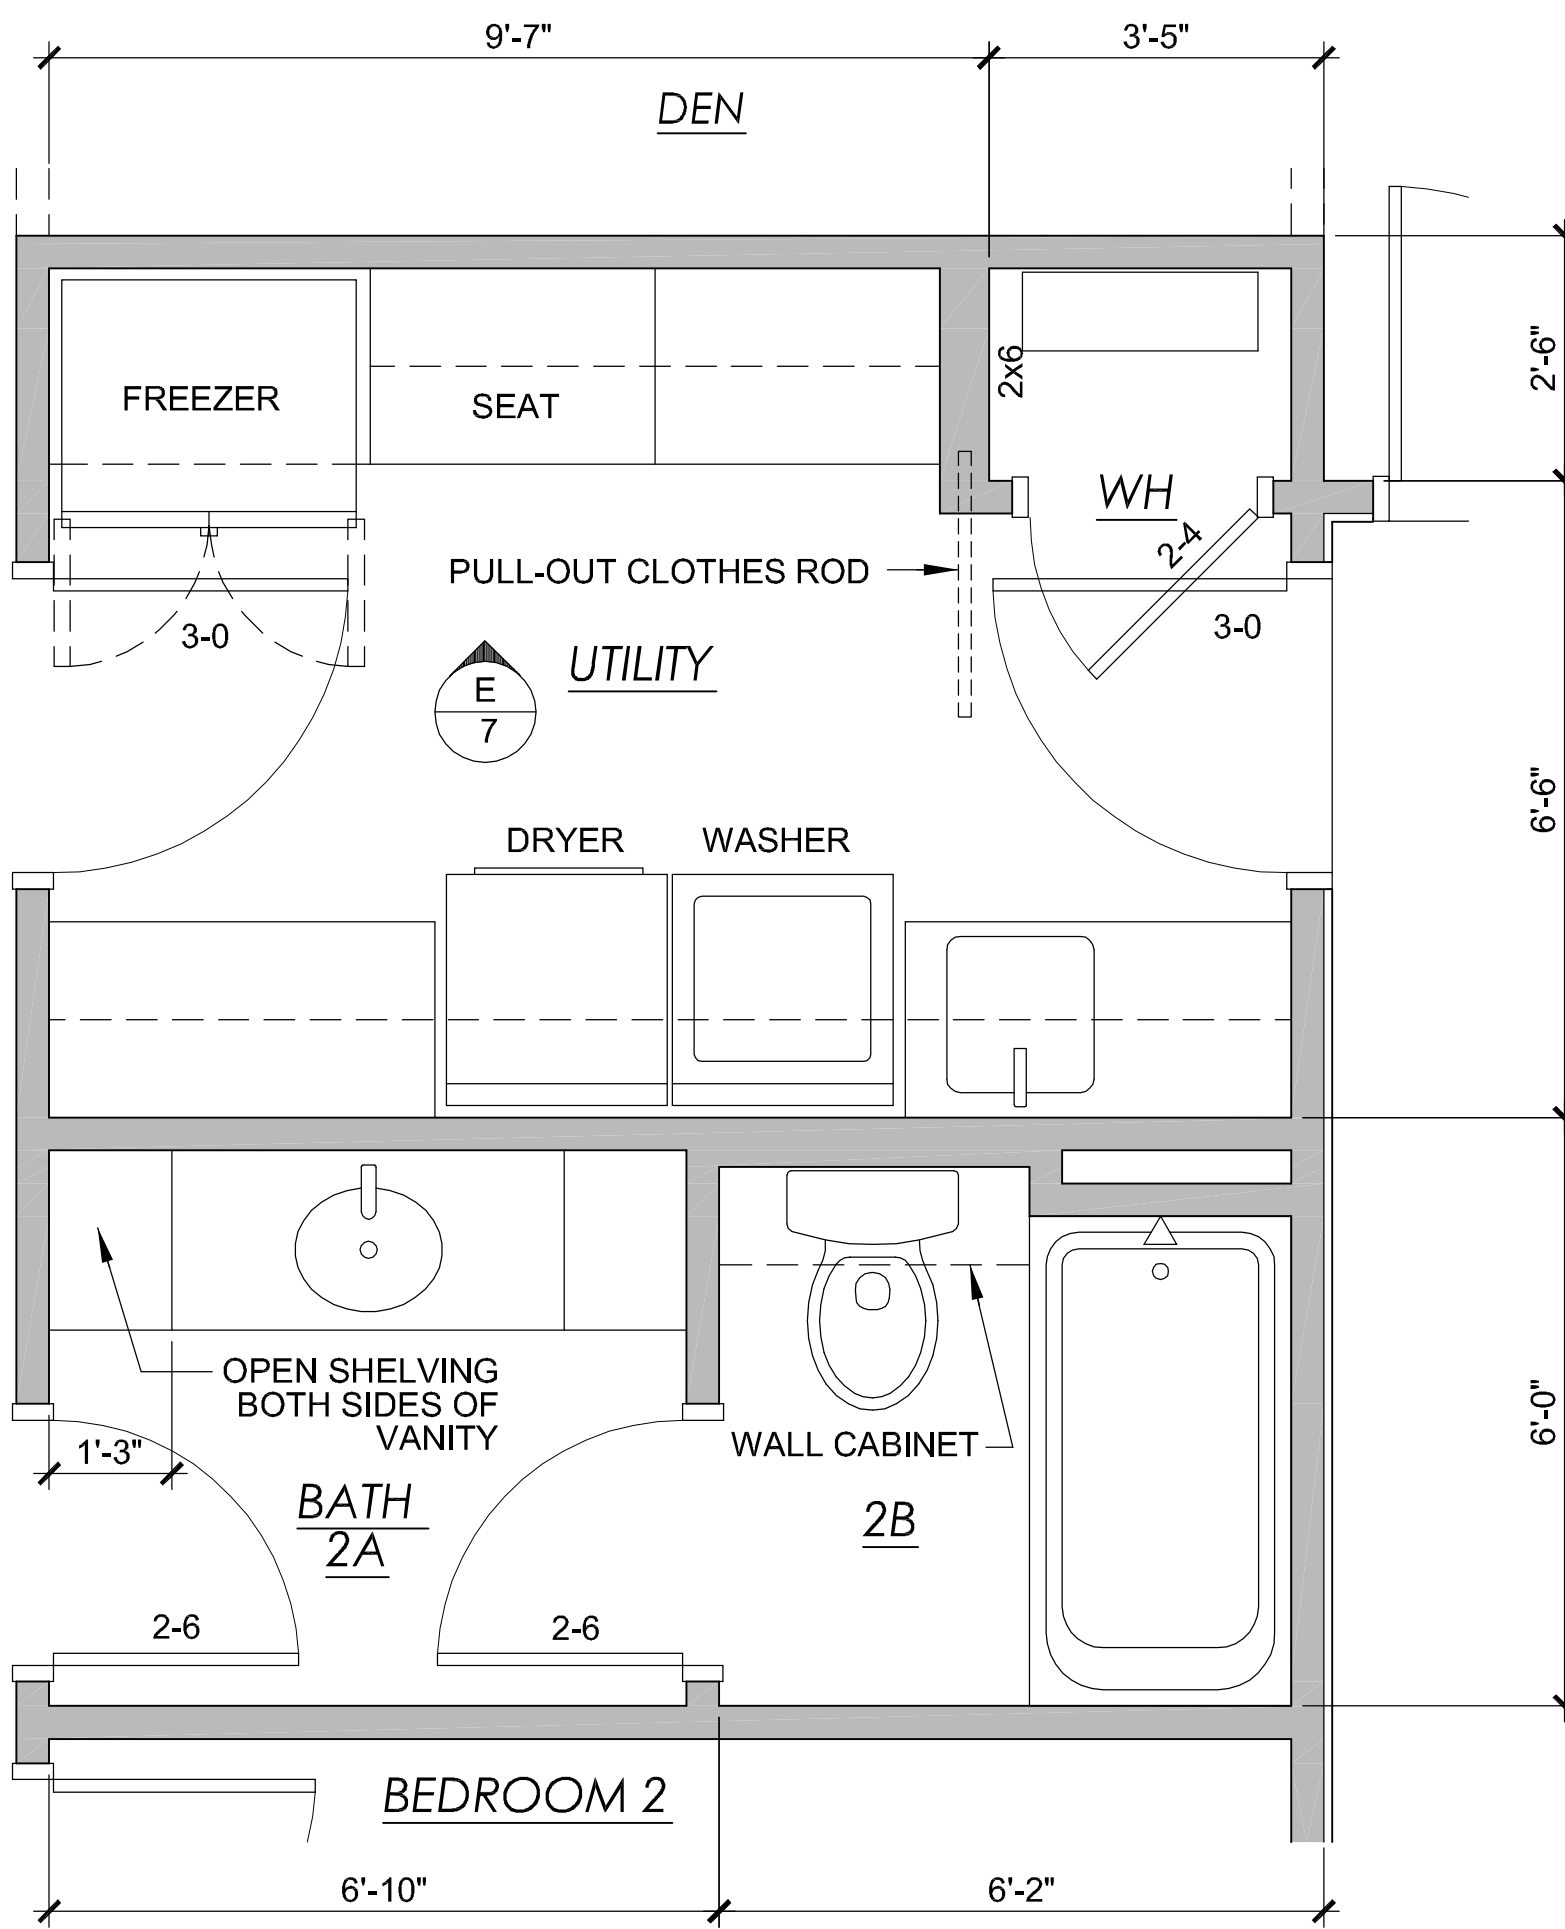 9'-7"
3'-5"
DEN
2'-6"
2x6
FREEZER
SEAT
WH
2-4
PULL-OUT CLOTHES ROD
3-0
3-0
UTILITY
E
7
6'-6"
DRYER
WASHER
OPEN SHELVING
BOTH SIDES OF
VANITY
1'-3"
WALL CABINET
6'-0"
BATH
2A
2B
2-6
2-6
BEDROOM 2
6'-10"
6'-2"